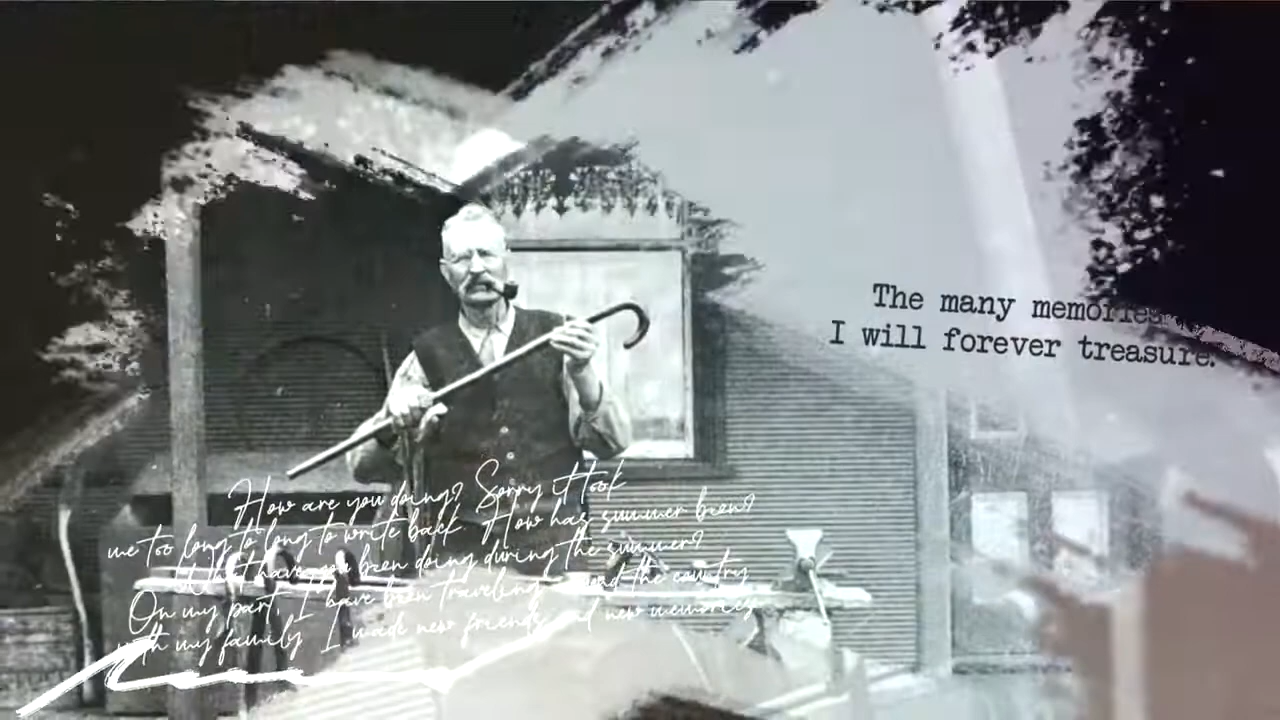 The many memories
I will forever treasure.
How are you doing? Sorry it took
me too long to long to write back. How has summer been?
What have you been doing during the summer?
On my part, I have been traveling around the country
with my family. I made new friends and new memories